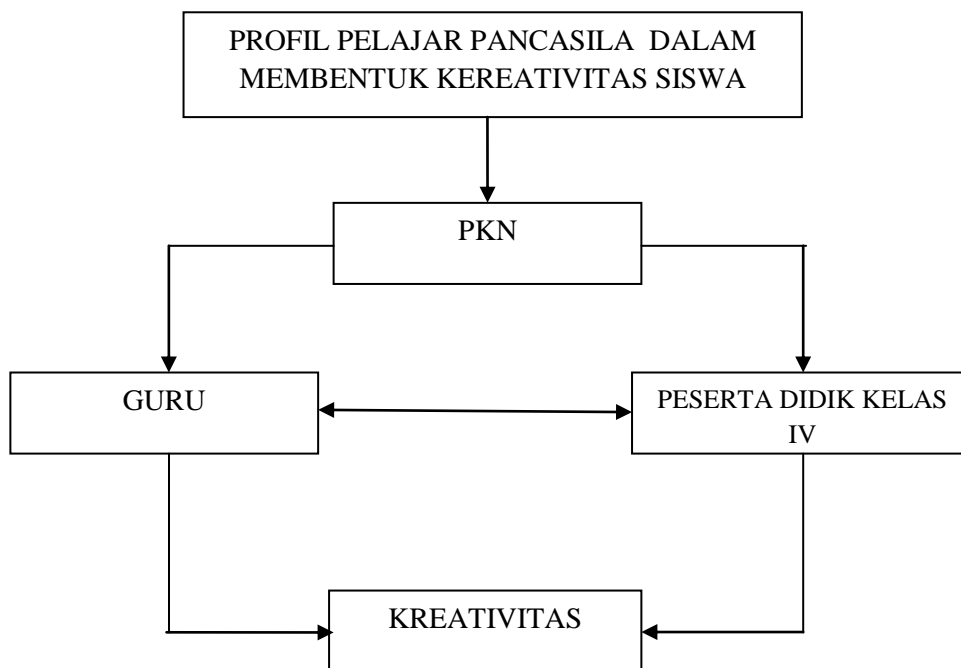 PROFIL PELAJAR PANCASILA DALAM
MEMBENTUK KEREATIVITAS SISWA
PKN
GURU
PESERTA DIDIK KELAS
IV
KREATIVITAS